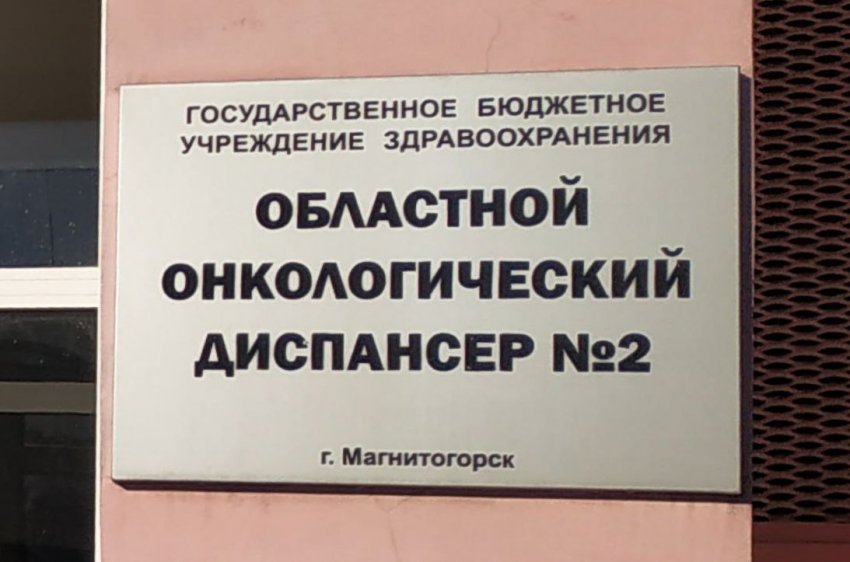 ГОСУДАРСТВЕННОЕ БЮДЖЕТНОЕ
УЧРЕЖДЕНИЕ ЗДРАВООХРАНЕНИЯ
ОБЛАСТНОЙ
ОНКОЛОГИЧЕСКИЙ
ДИСПАНСЕР №2
г. Магнитогорск